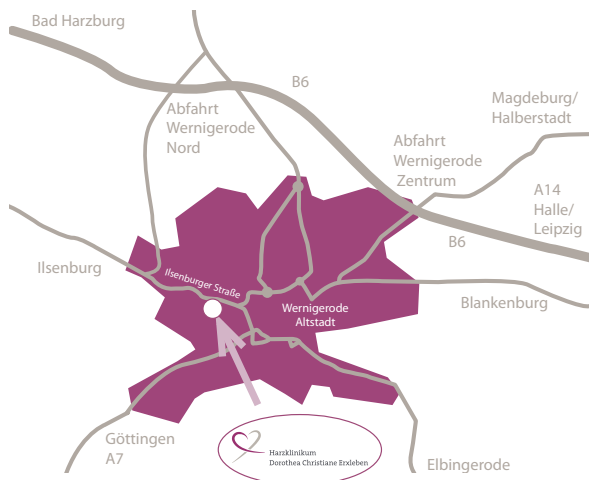 Bad Harzburg
B6
Abfahrt
Wernigerode
Nord
Magdeburg/
Halberstadt
Abfahrt
Wernigerode
Zentrum
A14
Halle/
Leipzig
B6
Ilsenburg
Ilsenburger Straße
Wernigerode
Altstadt
Blankenburg
Göttingen
A7
Harzklinikum
Dorothea Christiane Erxleben
Elbingerode